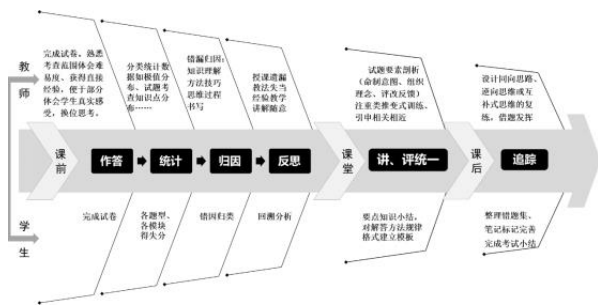 教
师
完成试卷，熟悉
考查范围体会难
易度、获得直接
经验，便于部分
体会学生真实感
受，换位思考。
分类统计数
据如极值分
布、试题考
查知识点分
布……
错漏归因：
知识理解
方法技巧
思维过程
书写
授课遗漏
教法失当
经验教学
讲解随意
试题要素剖析
（命制意图、组织
理念、评改反馈）
注重类推变式训练、
引申相关相近
设计同向思路、
逆向思维或互
补式思维的复
练，借题发挥
课
前
作答
统计
归因
反思
课
堂
讲、评统一
课
后
追踪
学
生
完成试卷
各题型、
各模块
得失分
错因归类
回溯分析
要点知识小结，
对解答方法规律
格式建立模板
整理错题集、
笔记标记完善
完成考试小结